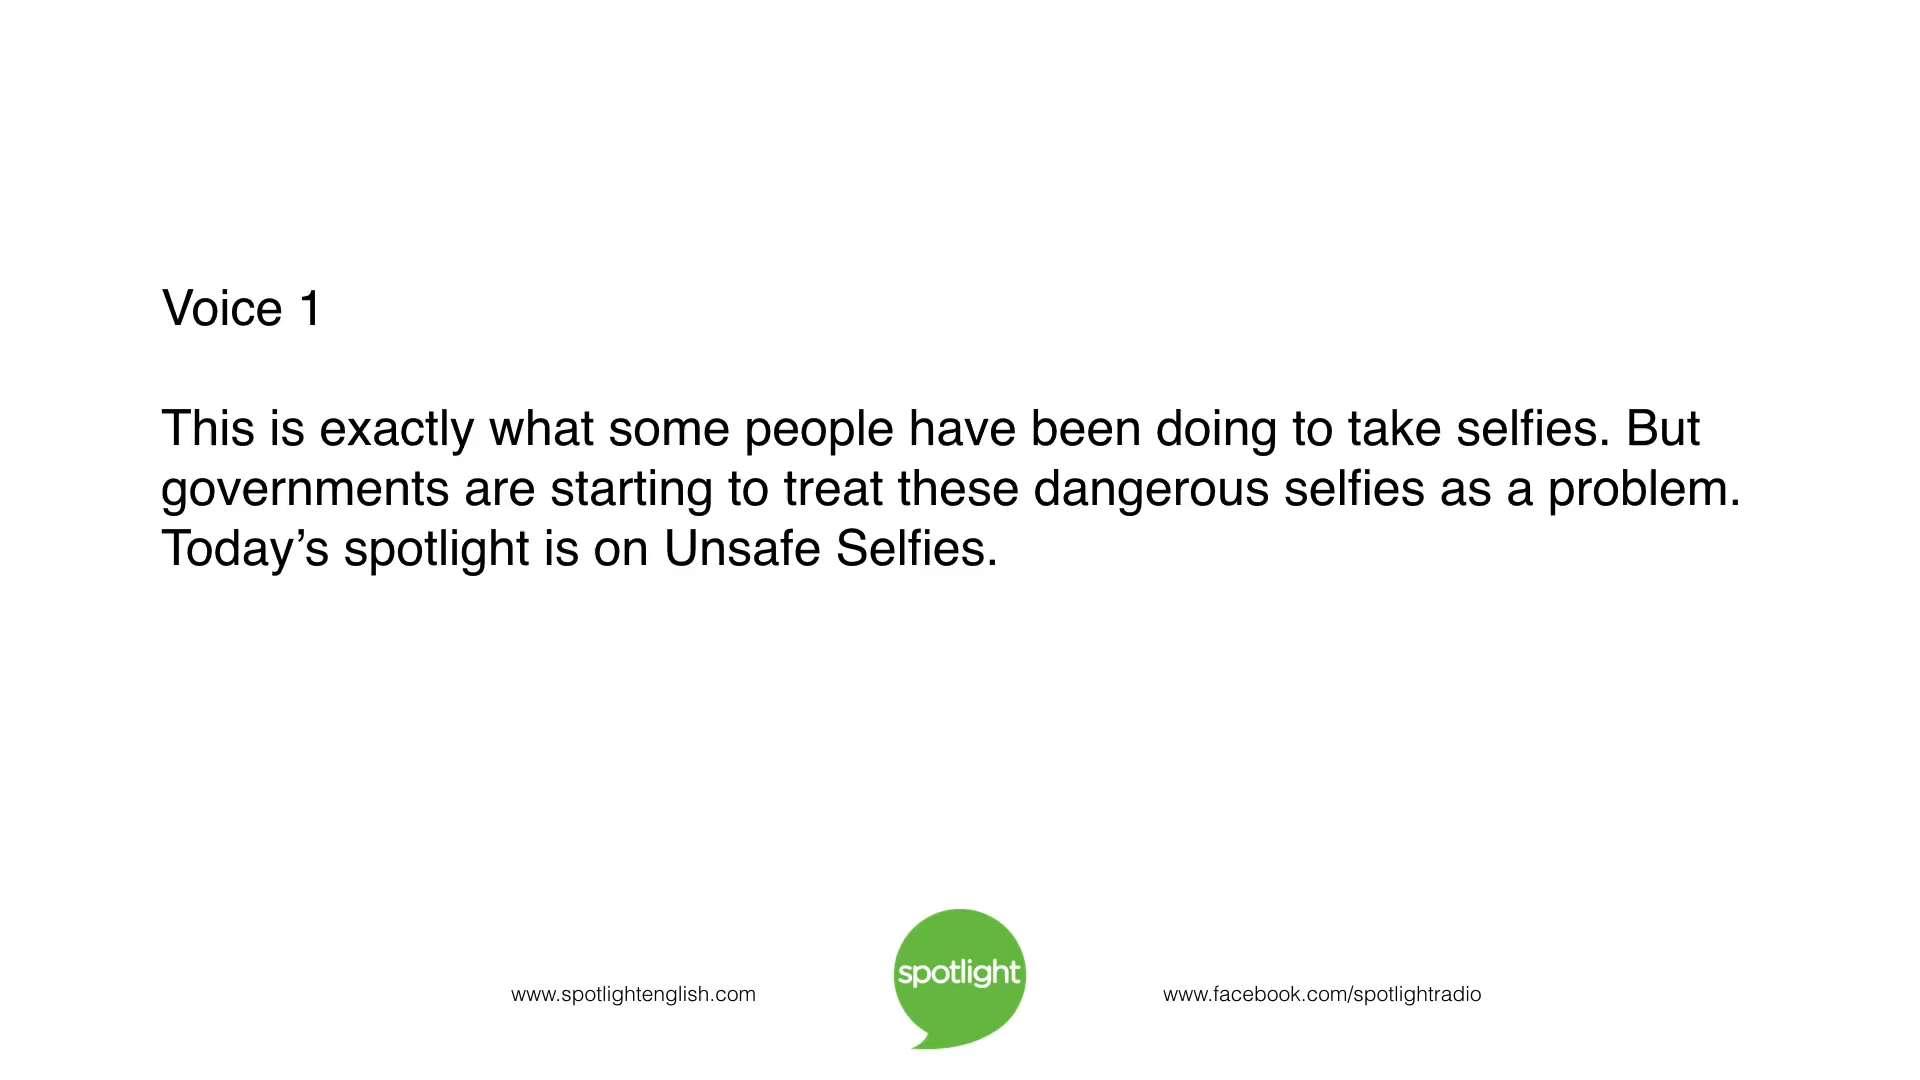 Voice 1
This is exactly what some people have been doing to take selfies. But
governments are starting to treat these dangerous selfies as a problem.
Today’s spotlight is on Unsafe Selfies.
spotlight
www.spotlightenglish.com
www.facebook.com/spotlightradio